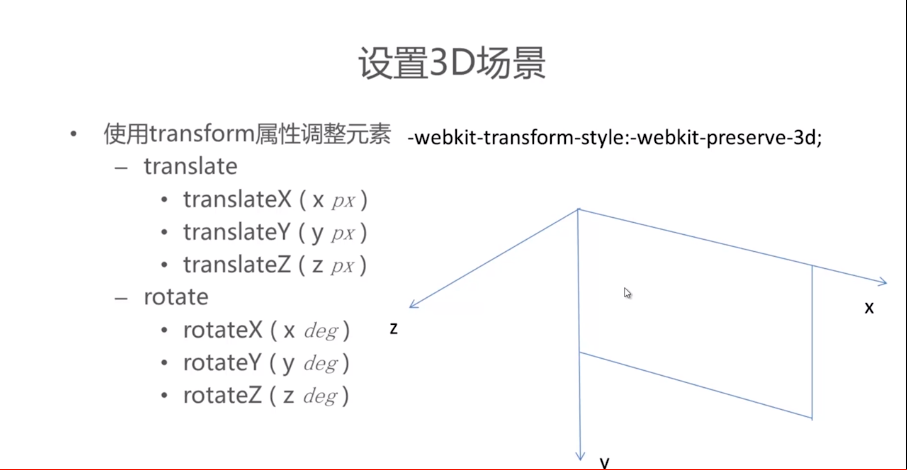 设置3D场景
• 使用transform属性调整元素 -webkit-transform-style:-webkit-preserve-3d;
– translate
• translateX ( x px )
• translateY ( y px )
• translateZ ( z px )
– rotate
• rotateX ( x deg )
• rotateY ( y deg )
• rotateZ ( z deg )
z
x
y